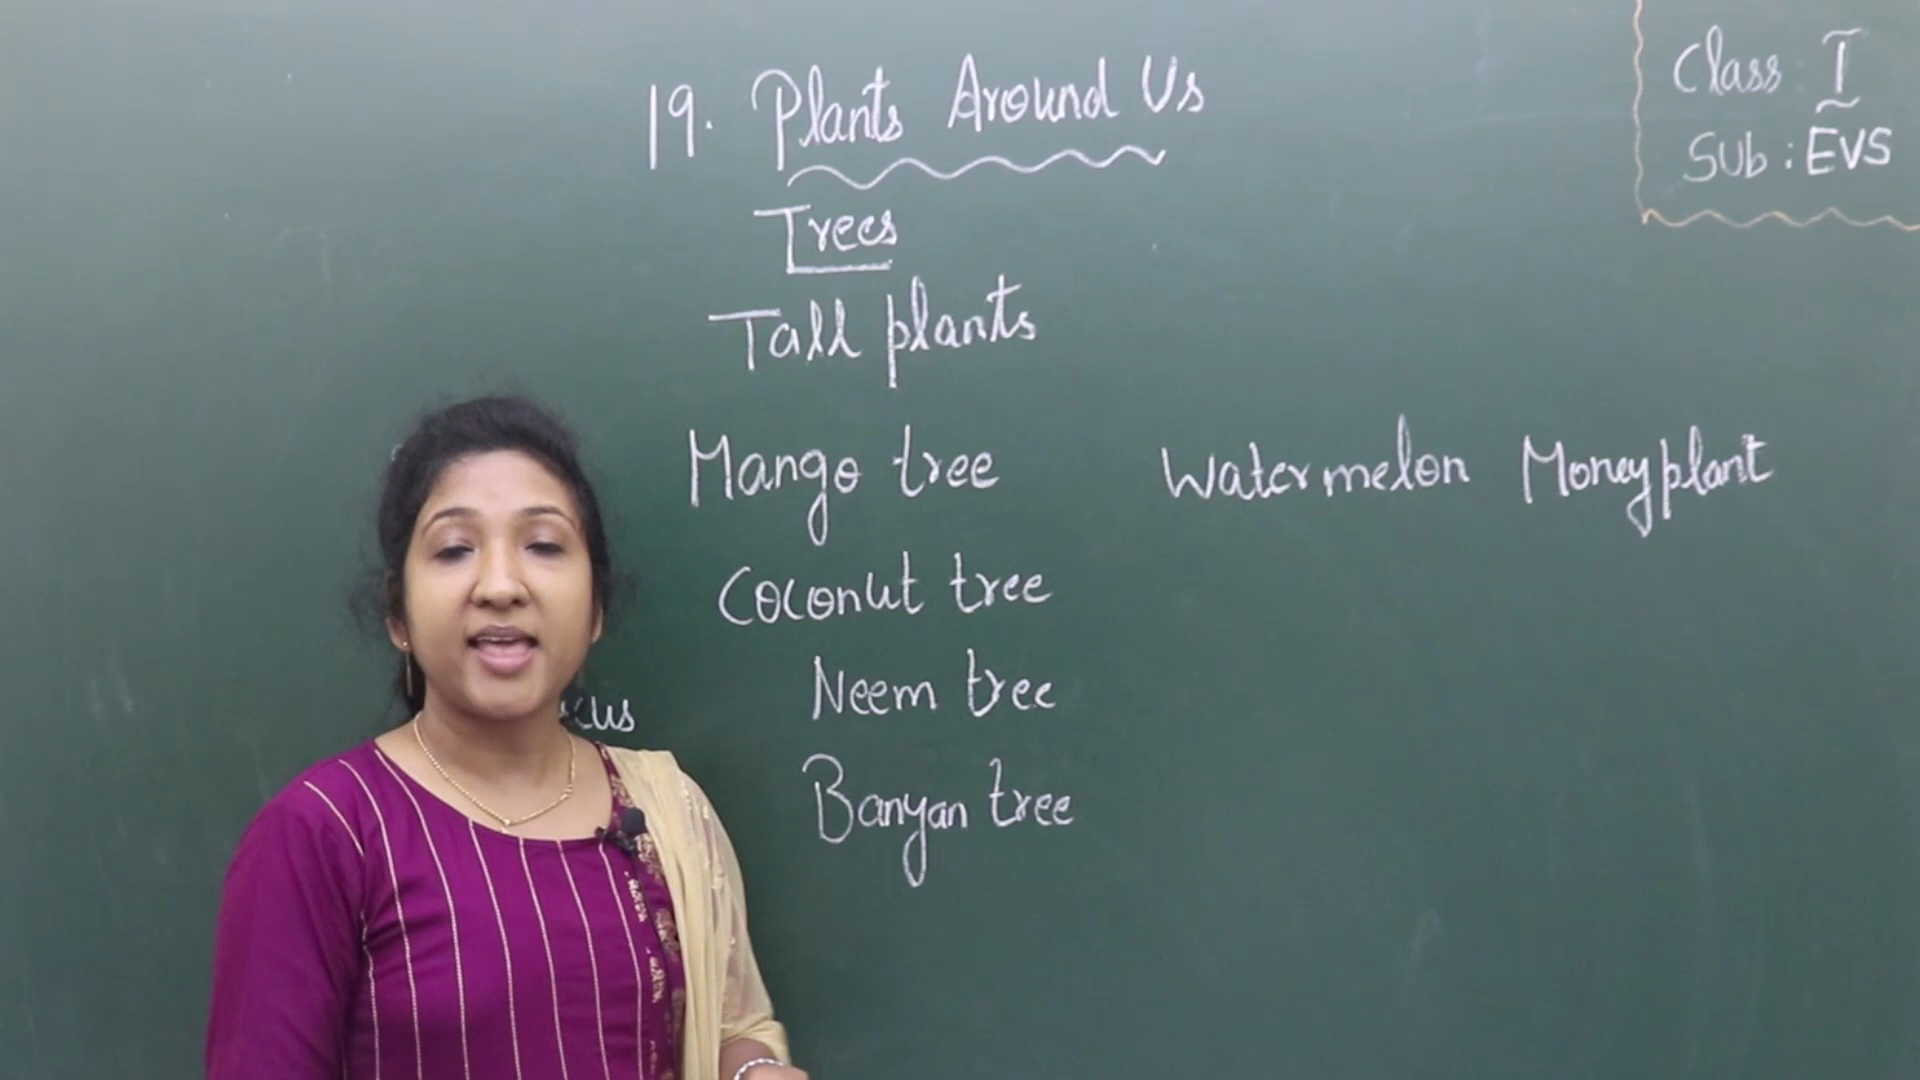 19. Plants Around Us
Class : I
Sub : EVS
Trees
Tall plants
Mango tree
Coconut tree
Neem tree
Banyan tree
Watermelon Moneyplant